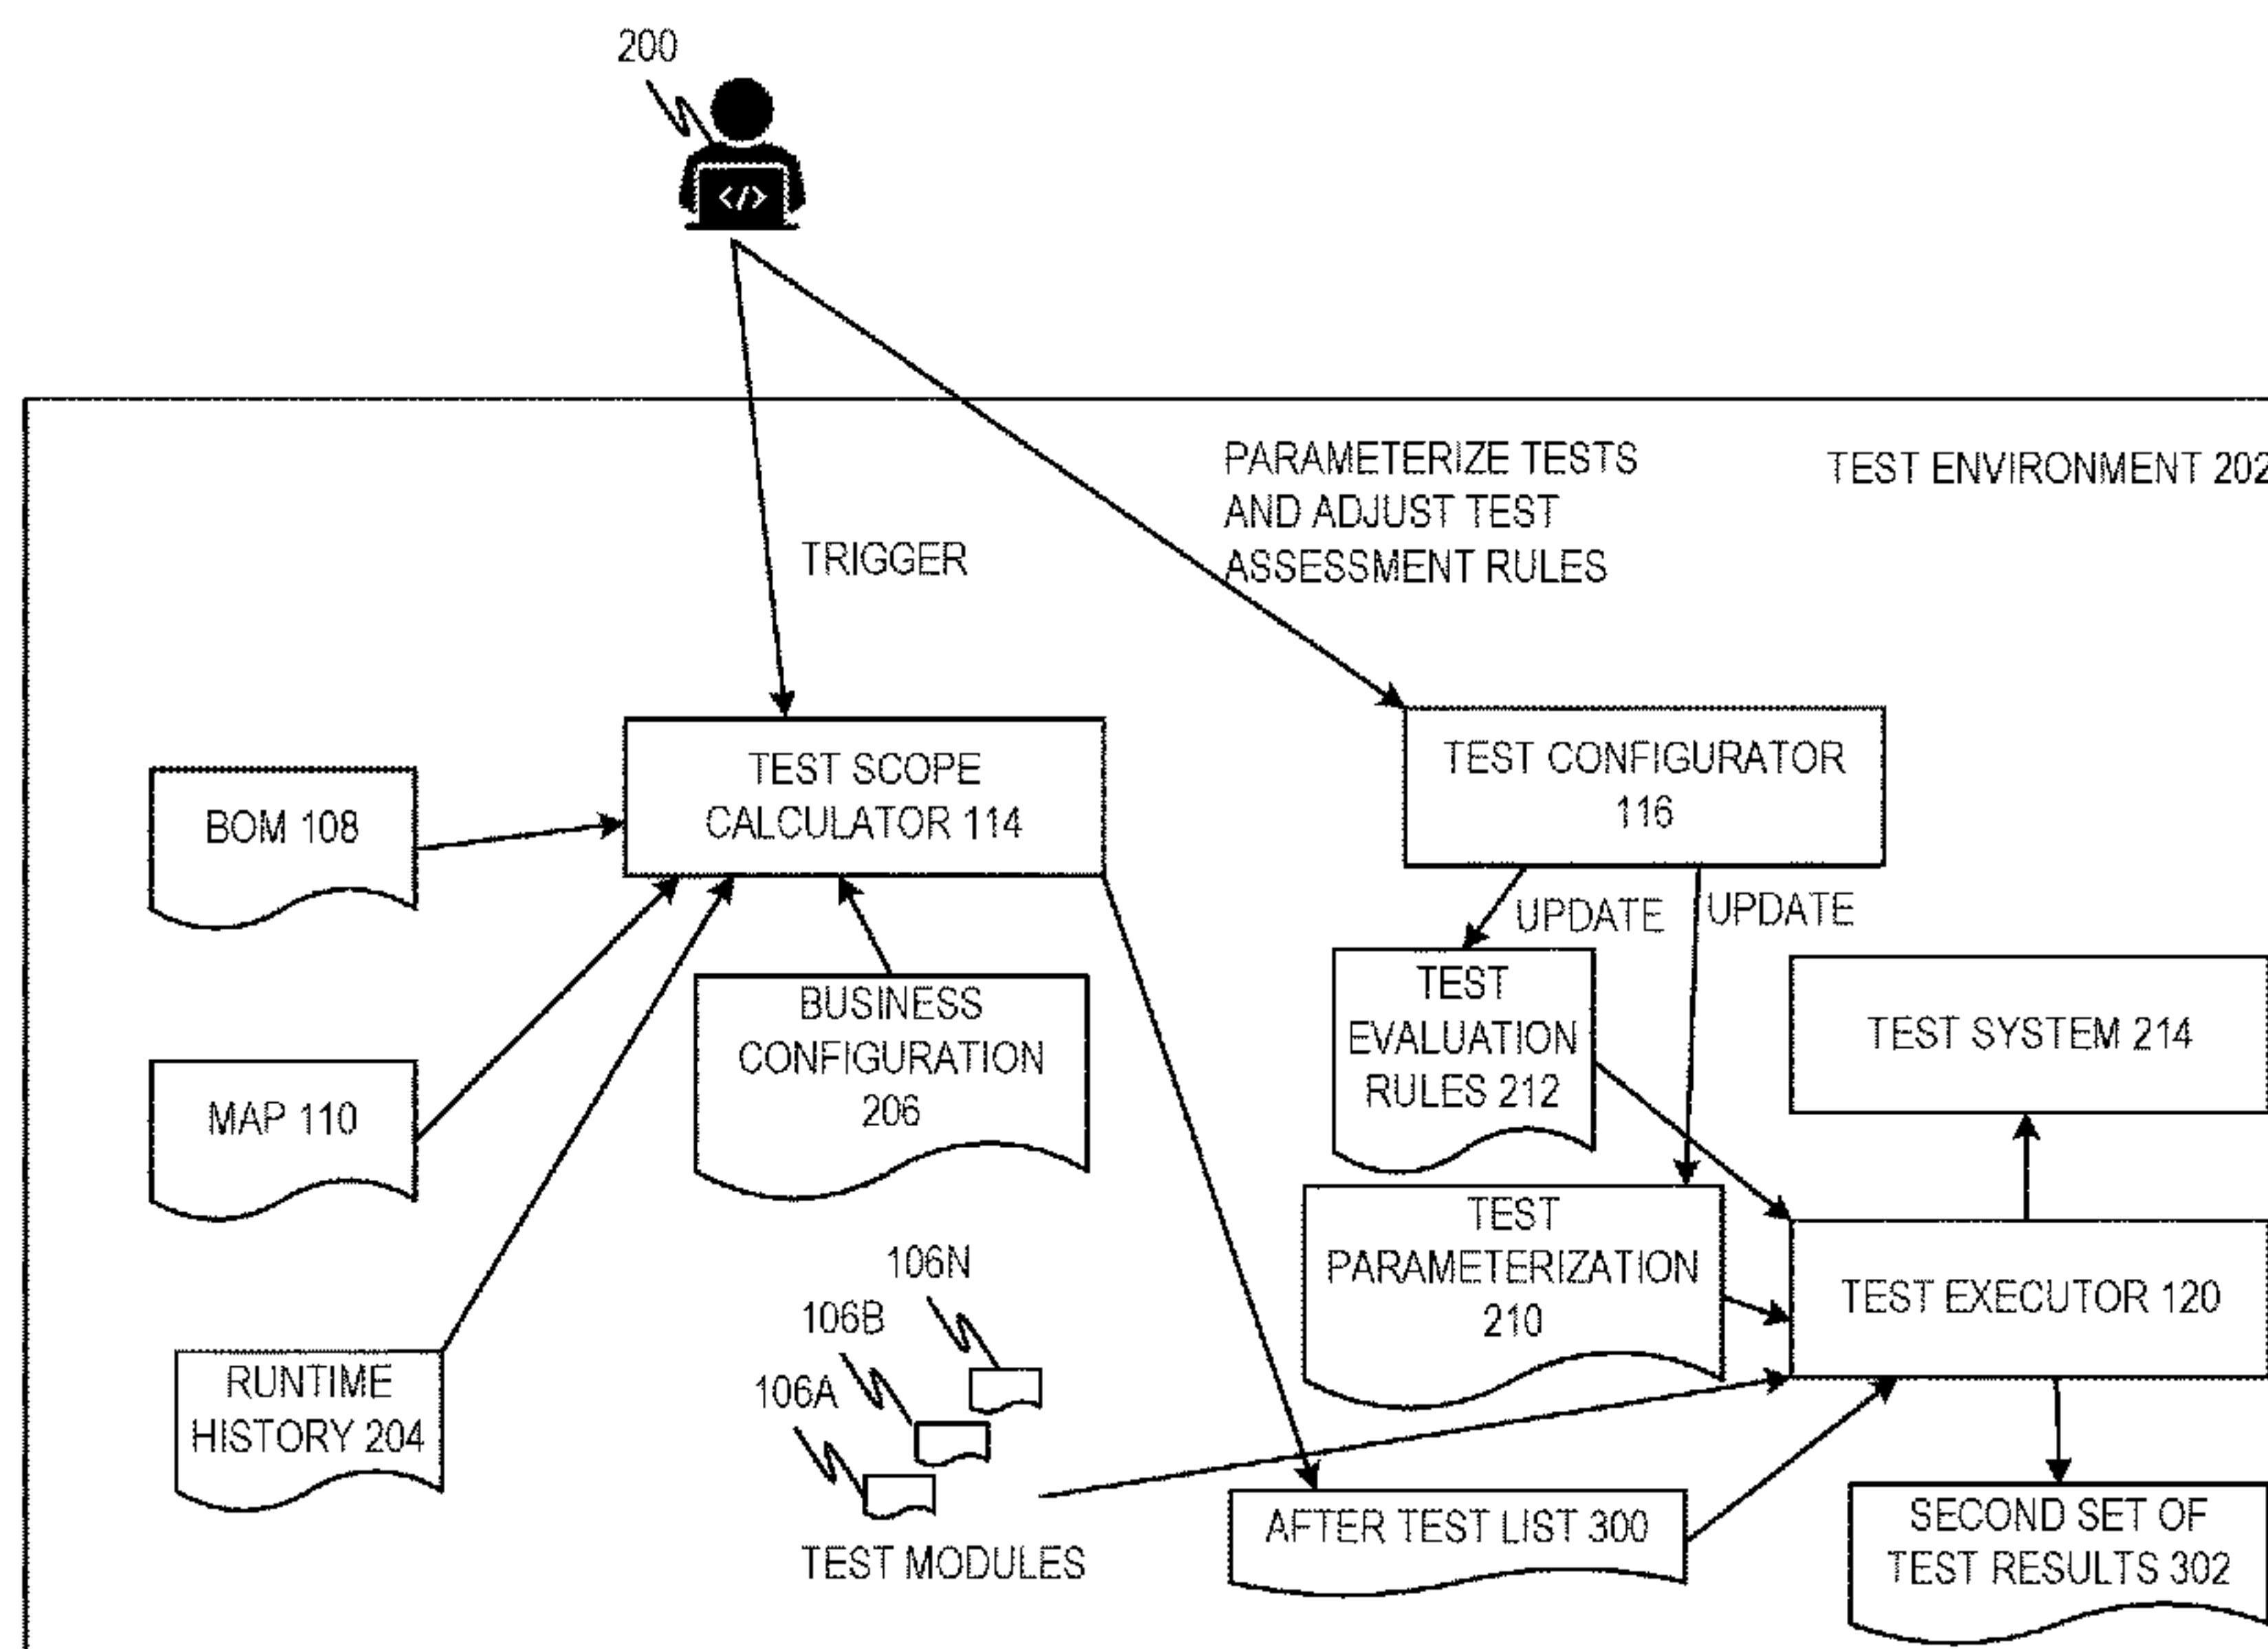 200
</>
PARAMETERIZE TESTS
AND ADJUST TEST
ASSESSMENT RULES
TEST ENVIRONMENT 202
TRIGGER
TEST SCOPE
CALCULATOR 114
TEST CONFIGURATOR
116
BOM 108
UPDATE
UPDATE
BUSINESS
CONFIGURATION
206
TEST
EVALUATION
RULES 212
TEST SYSTEM 214
MAP 110
TEST
PARAMETERIZATION
210
106N
106B
106A
TEST EXECUTOR 120
RUNTIME
HISTORY 204
TEST MODULES
AFTER TEST LIST 300
SECOND SET OF
TEST RESULTS 302